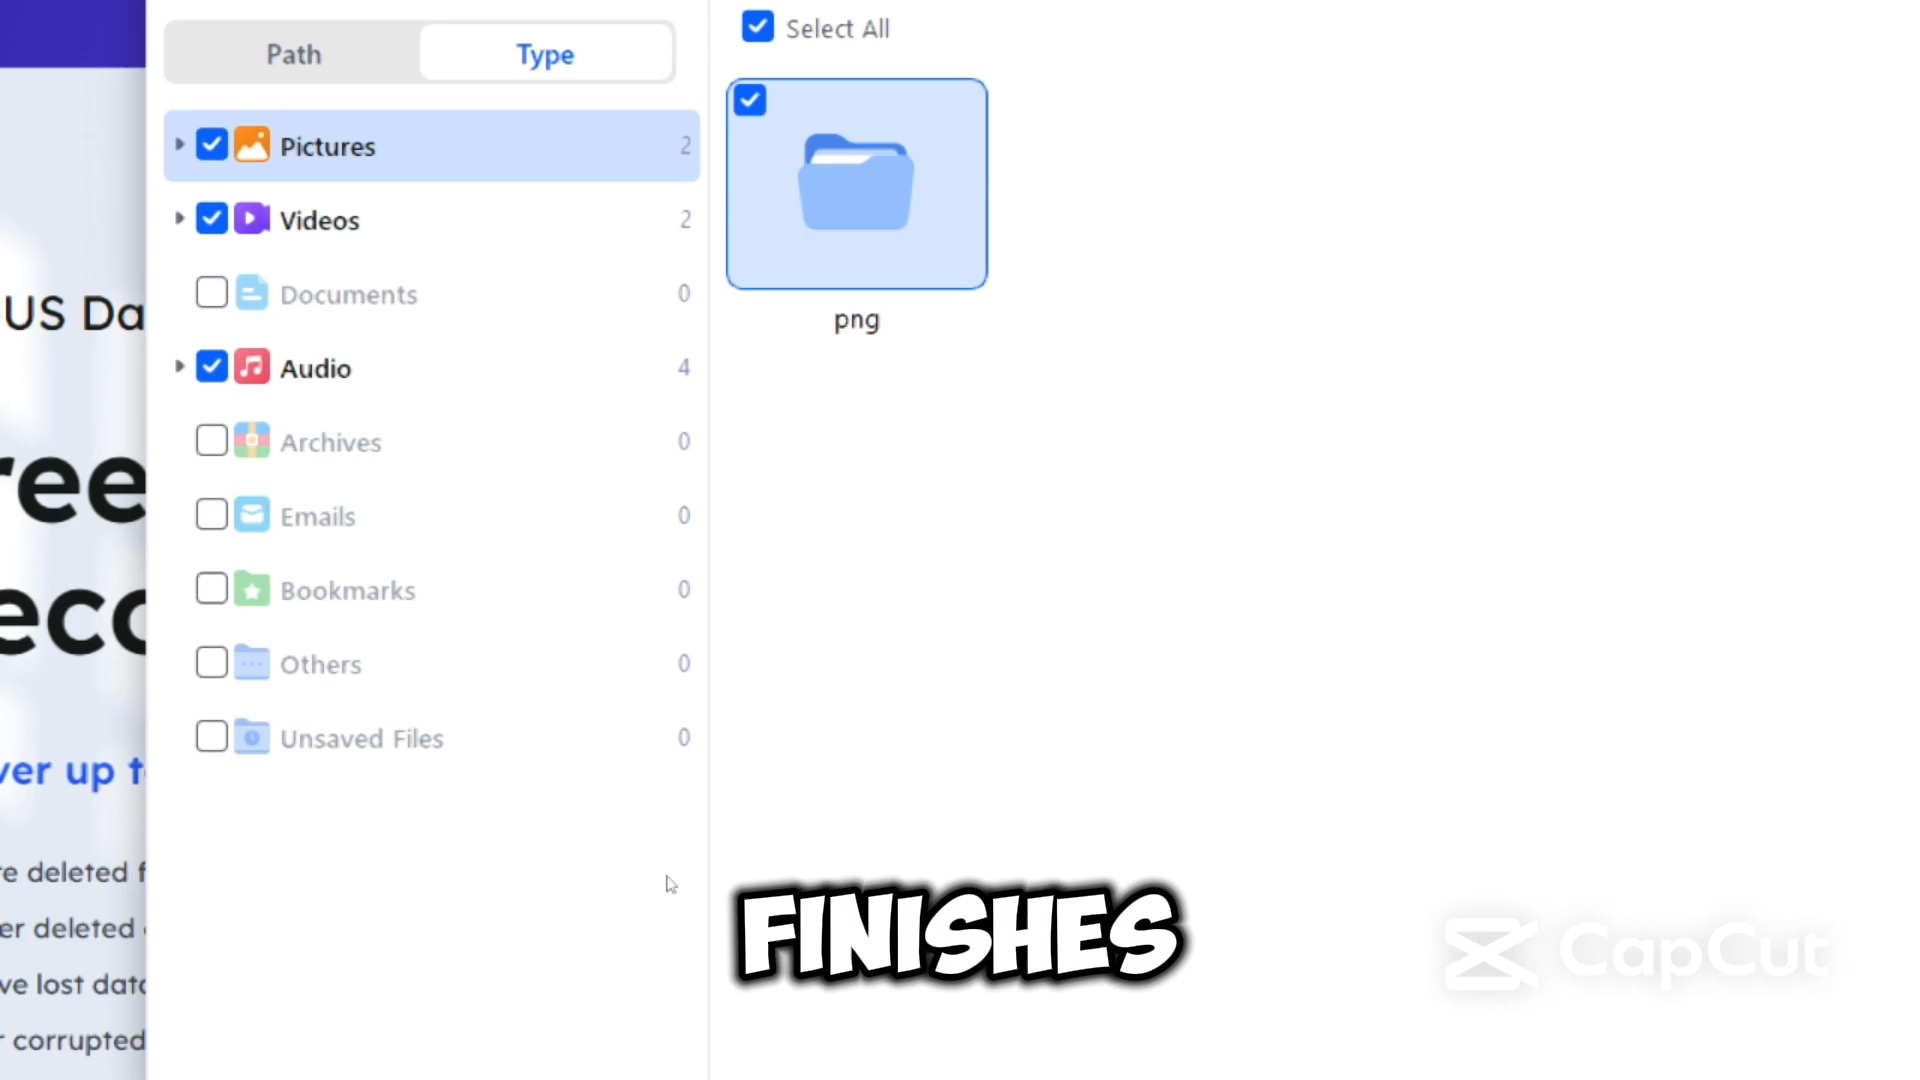 Path
Type
Select All
Pictures 2
Videos 2
Documents 0
Audio 4
Archives 0
Emails 0
Bookmarks 0
Others 0
Unsaved Files 0
png
US Da
ree
eco
ver up t
re deleted f
er deleted
ve lost data
r corrupted
FINISHES
CapCut